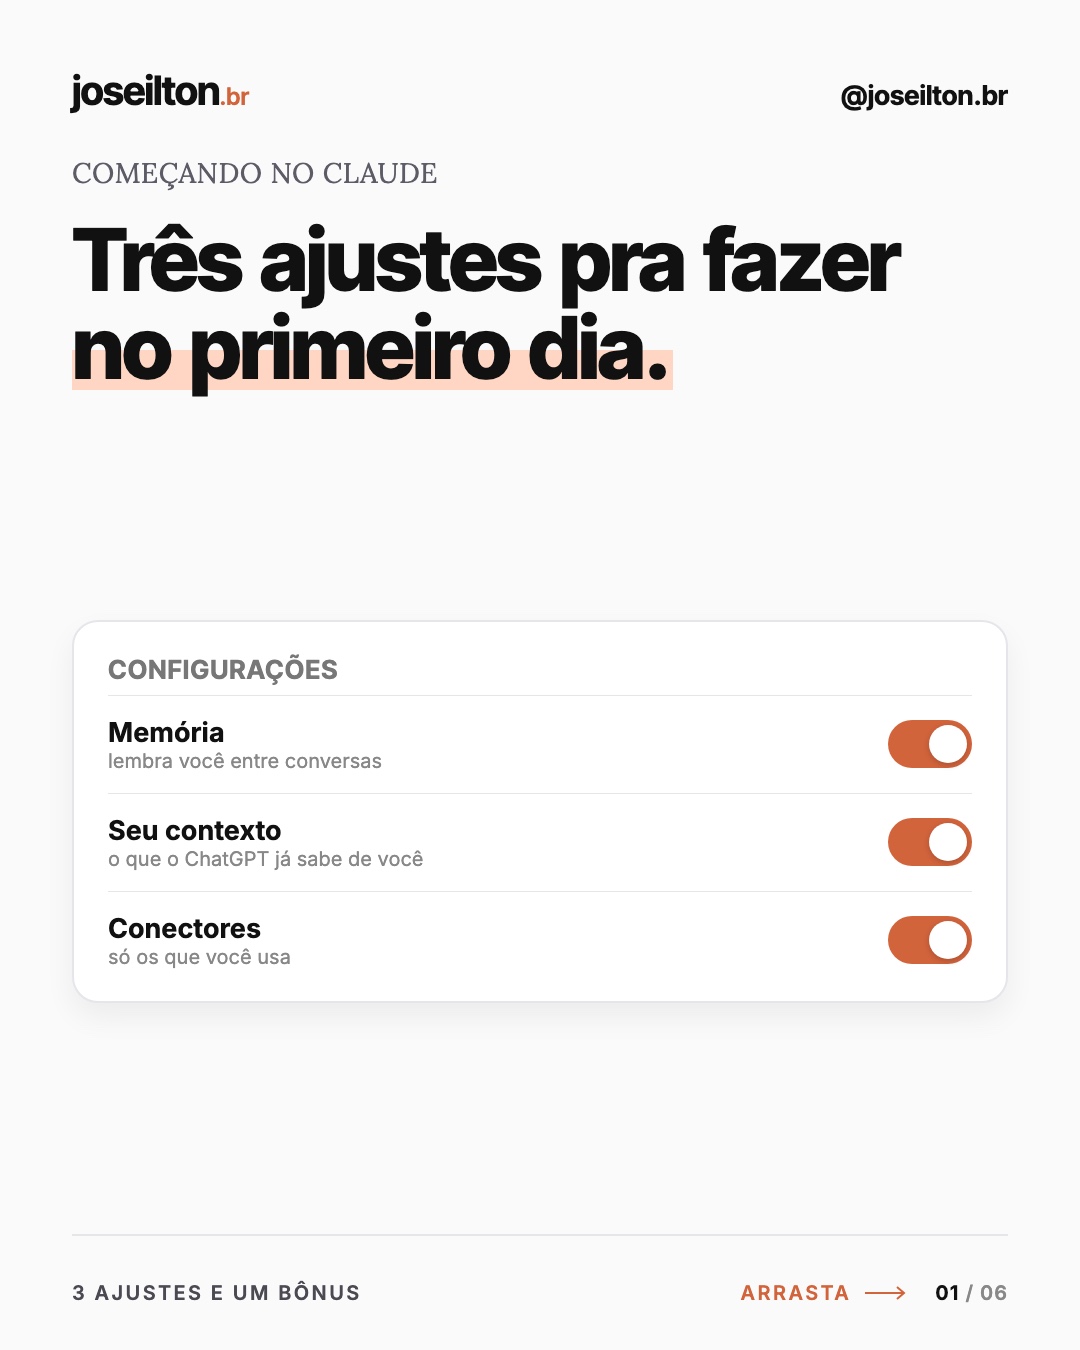 joseilton.br
@joseilton.br
COMEÇANDO NO CLAUDE
Três ajustes pra fazer
no primeiro dia.
CONFIGURAÇÕES
Memória
lembra você entre conversas
Seu contexto
o que o ChatGPT já sabe de você
Conectores
só os que você usa
3 AJUSTES E UM BÔNUS
ARRASTA → 01 / 06